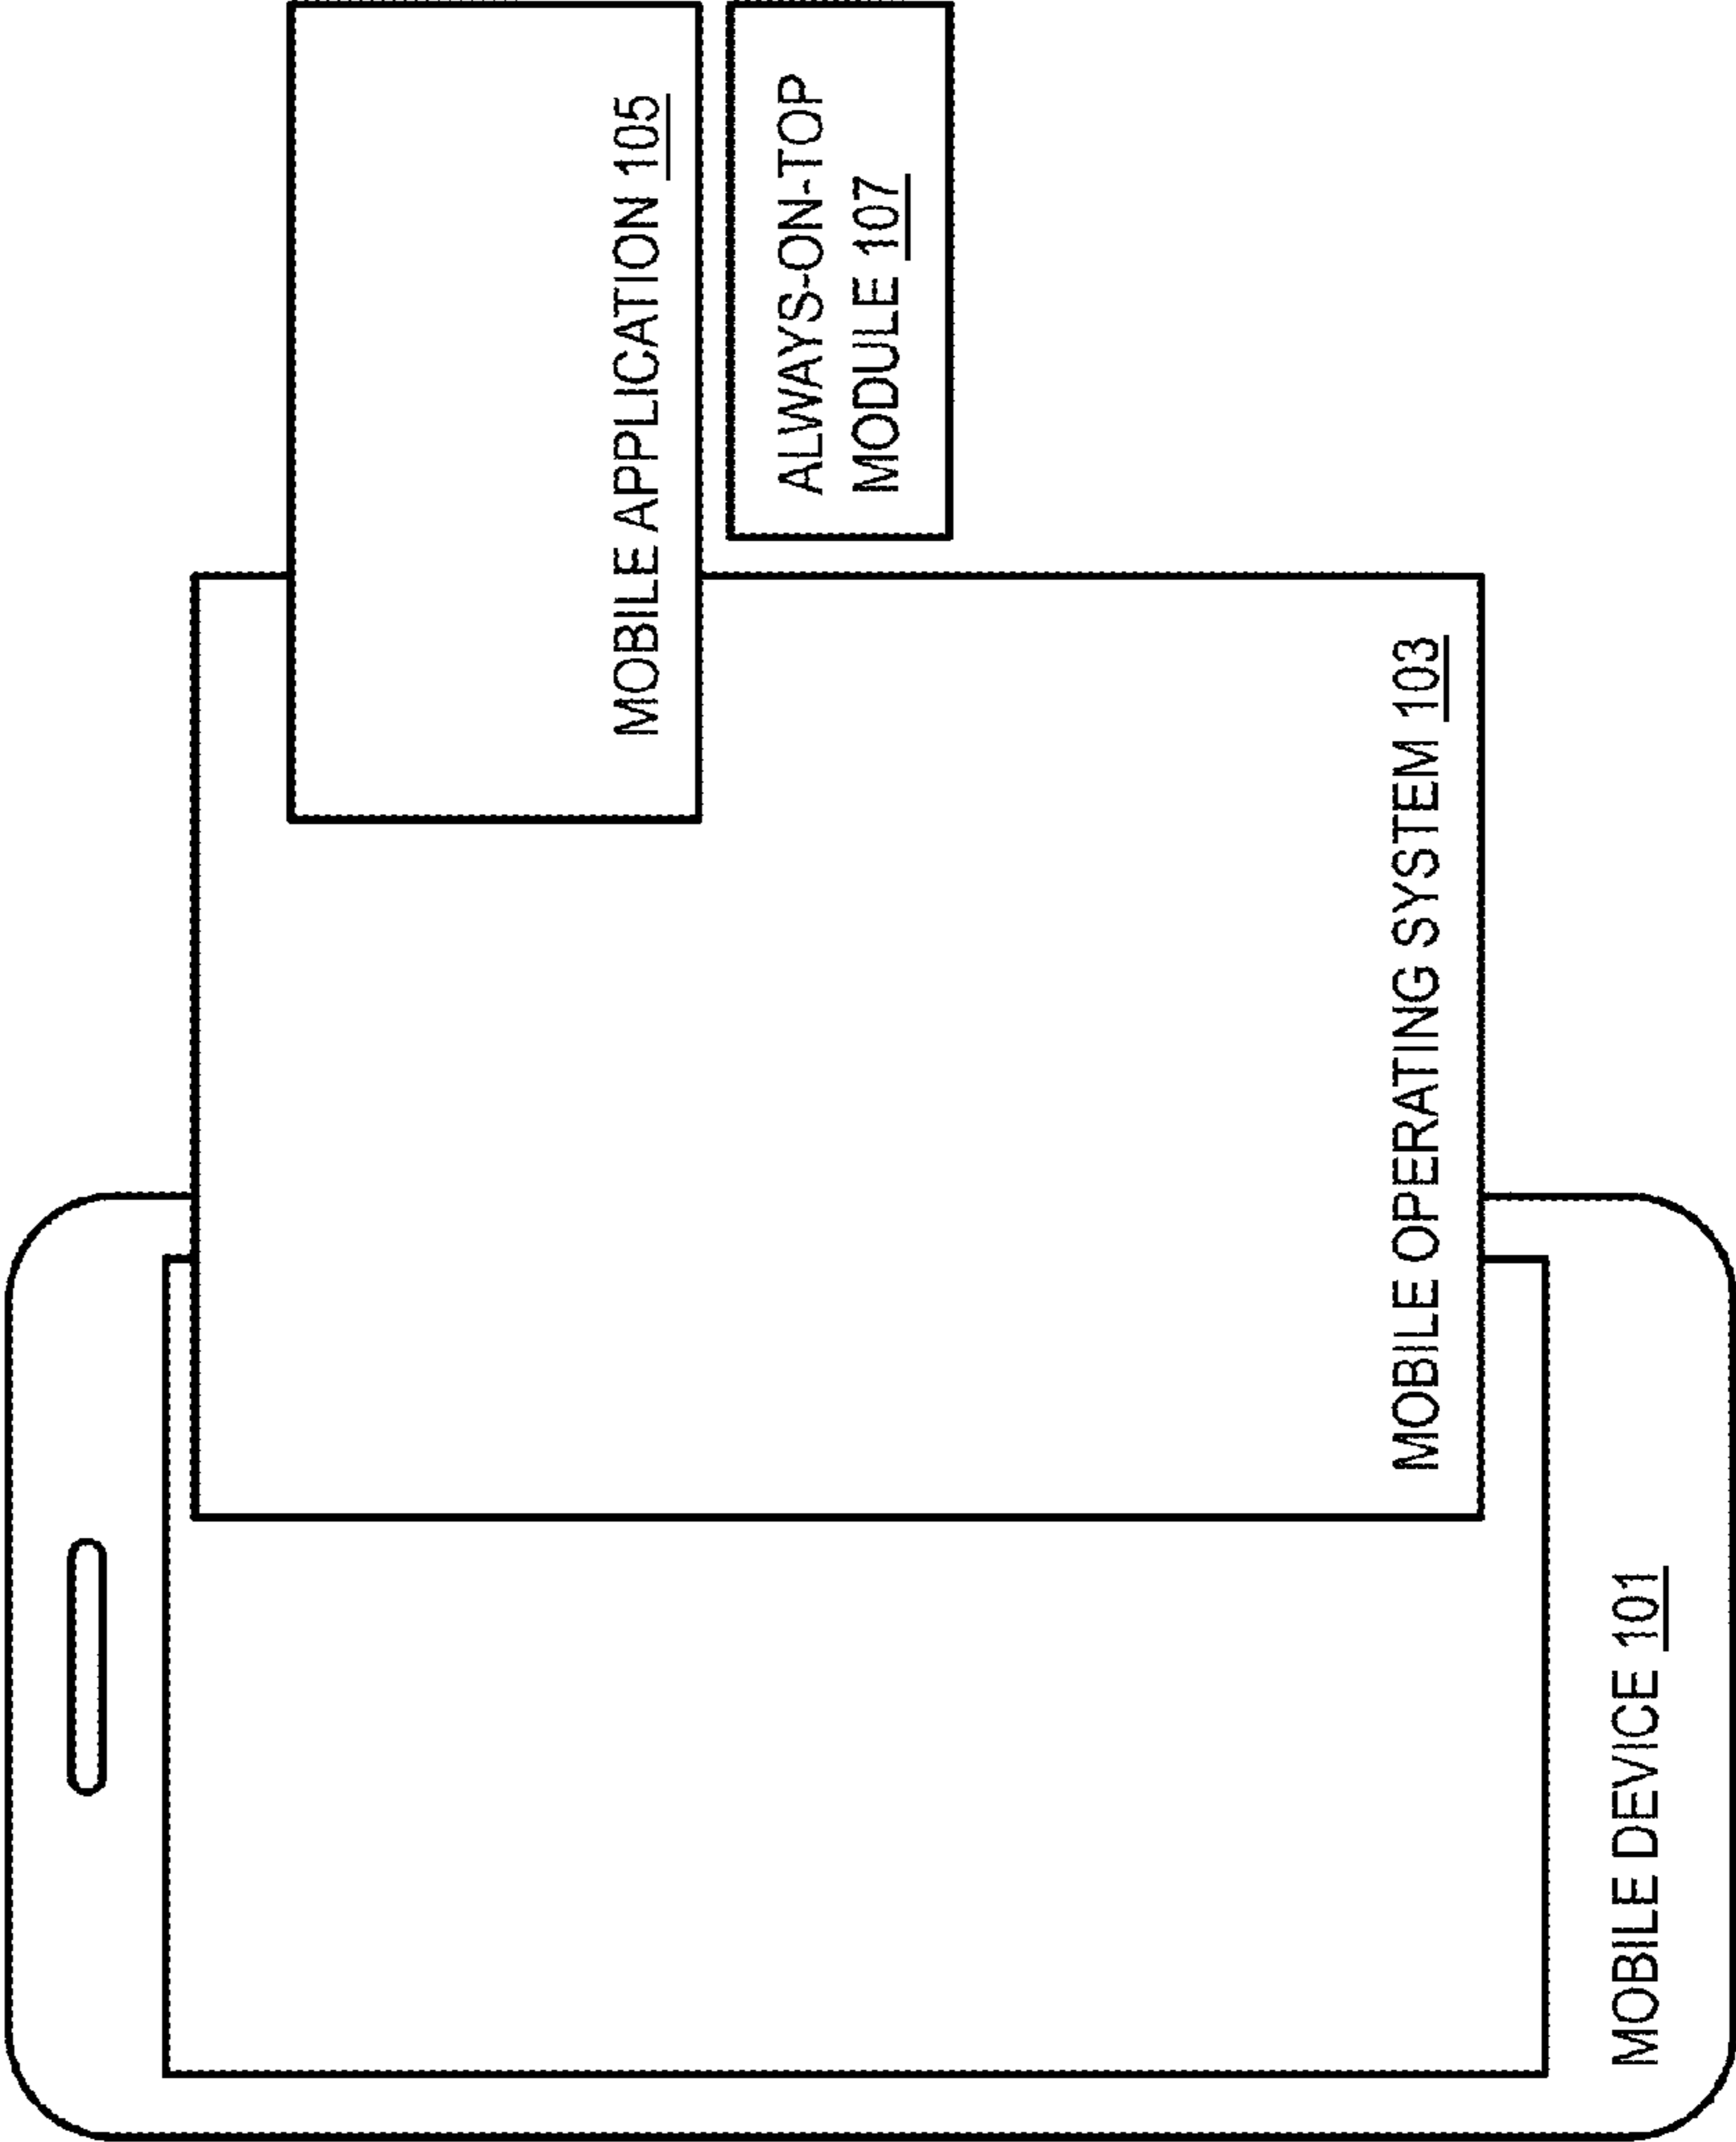 MOBILE APPLICATION 105
ALWAYS-ON-TOP
MODULE 107
MOBILE OPERATING SYSTEM 103
MOBILE DEVICE 101